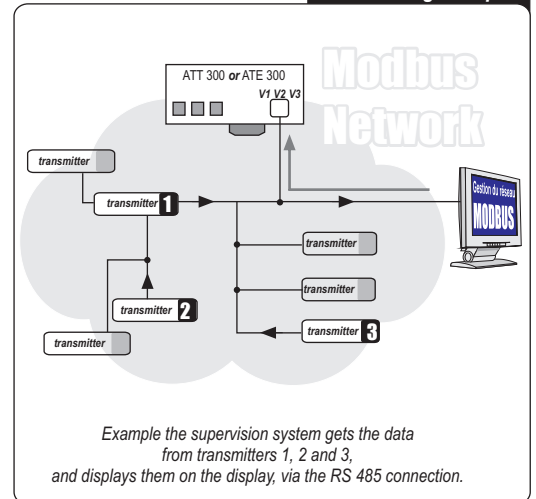 ATT 300 or ATE 300
V1 V2 V3
Modbus
Network
transmitter
transmitter 1
Gestion du réseau
MODBUS
transmitter
transmitter
transmitter 2
transmitter
transmitter 3
Example the supervision system gets the data
from transmitters 1, 2 and 3,
and displays them on the display, via the RS 485 connection.